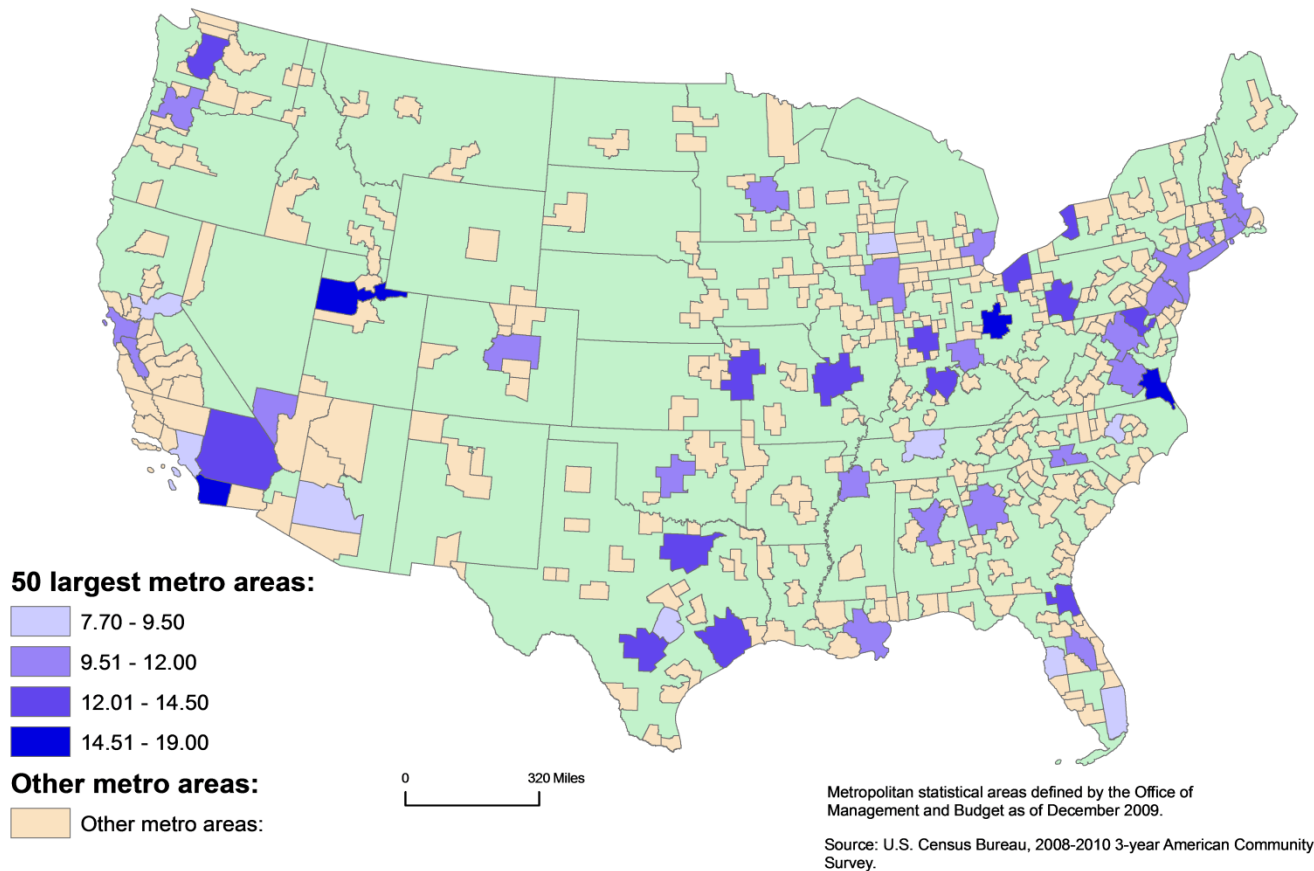 50 largest metro areas:
7.70 - 9.50
9.51 - 12.00
12.01 - 14.50
14.51 - 19.00
Other metro areas:
Other metro areas:
0 320 Miles
Metropolitan statistical areas defined by the Office of
Management and Budget as of December 2009.
Source: U.S. Census Bureau, 2008-2010 3-year American Community
Survey.